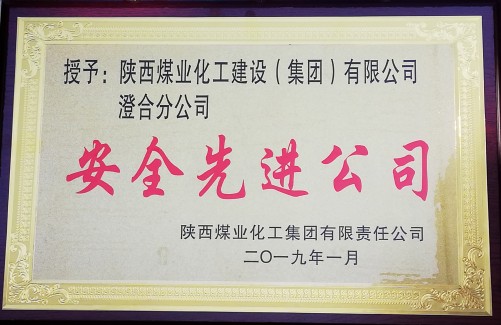 授予：陕西煤业化工建设（集团）有限公司
澄合分公司
安全先进公司
陕西煤业化工集团有限责任公司
二〇一九年一月